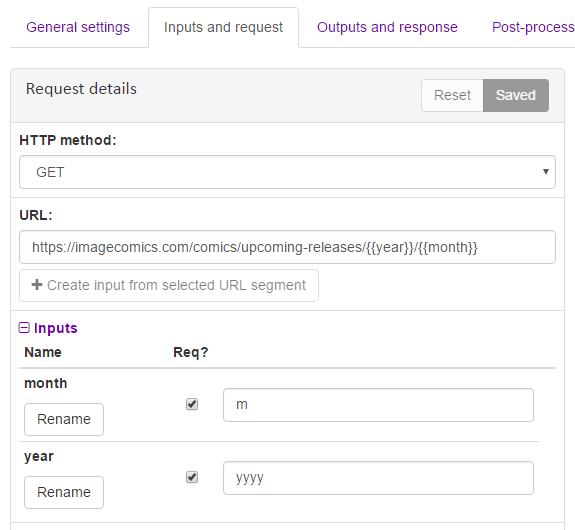 General settings Inputs and request Outputs and response Post-process
Request details Reset Saved
HTTP method:
GET
URL:
https://imagecomics.com/comics/upcoming-releases/{{year}}/{{month}}
+ Create input from selected URL segment
Inputs
Name Req?
month
m
Rename
year
yyyy
Rename